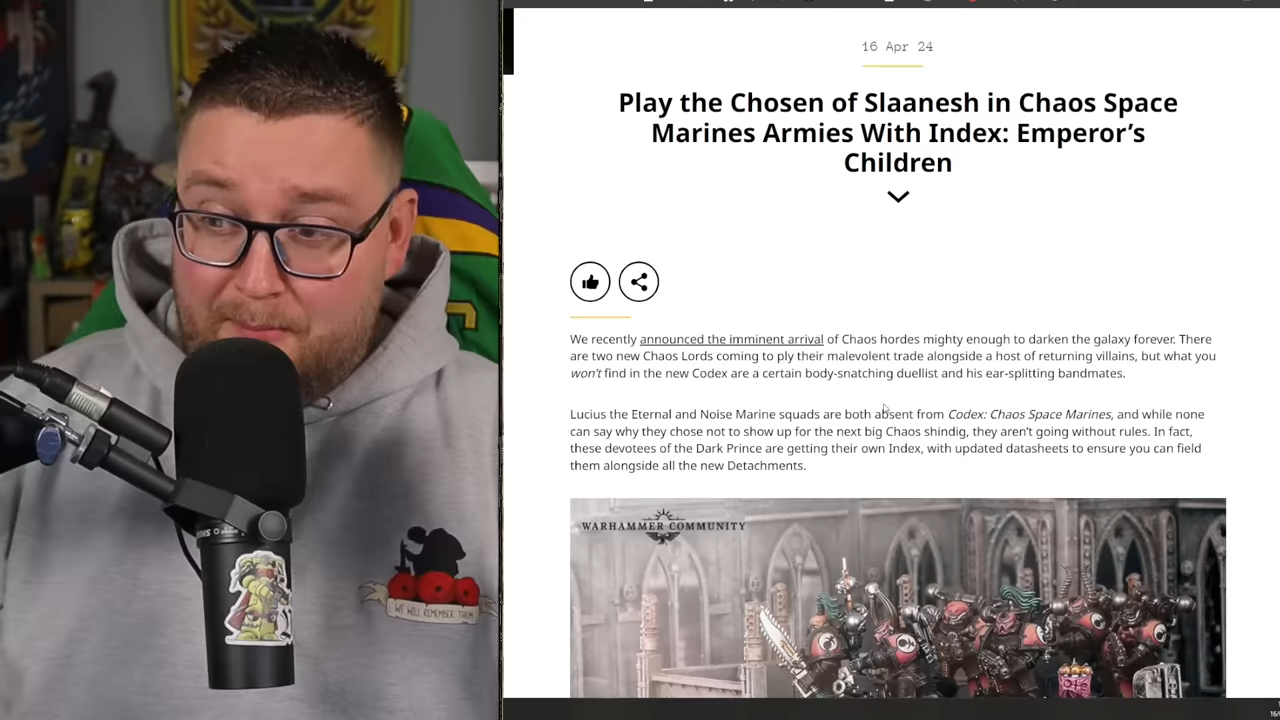 16 Apr 24
Play the Chosen of Slaanesh in Chaos Space
Marines Armies With Index: Emperor's
Children
We recently announced the imminent arrival of Chaos hordes mighty enough to darken the galaxy forever. There
are two new Chaos Lords coming to ply their malevolent trade alongside a host of returning villains, but what you
won't find in the new Codex are a certain body-snatching duellist and his ear-splitting bandmates.
Lucius the Eternal and Noise Marine squads are both absent from Codex: Chaos Space Marines, and while none
can say why they chose not to show up for the next big Chaos shindig, they aren't going without rules. In fact,
these devotees of the Dark Prince are getting their own Index, with updated datasheets to ensure you can field
them alongside all the new Detachments.
WARHAMMER COMMUNITY
WE WILL REMEMBER THEM